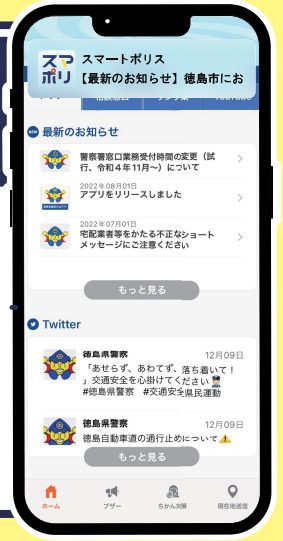 スマポリ
スマートポリス
【最新のお知らせ】徳島市にお
YouTube
最新のお知らせ
警察署窓口業務受付時間の変更（試
行、令和４年11月～）について
2022年08月01日
アプリをリリースしました
2022年07月01日
宅配業者等をかたる不正なショート
メッセージにご注意ください
もっと見る
Twitter
徳島県警察
12月09日
「あせらず、あわてず、落ち着いて！
」交通安全を心掛けてください
#徳島県警察　#交通安全県民運動
徳島県警察
12月09日
徳島自動車道の通行止めについて⚠️
もっと見る
ホーム
ブザー
ちかん対策
現在地送信